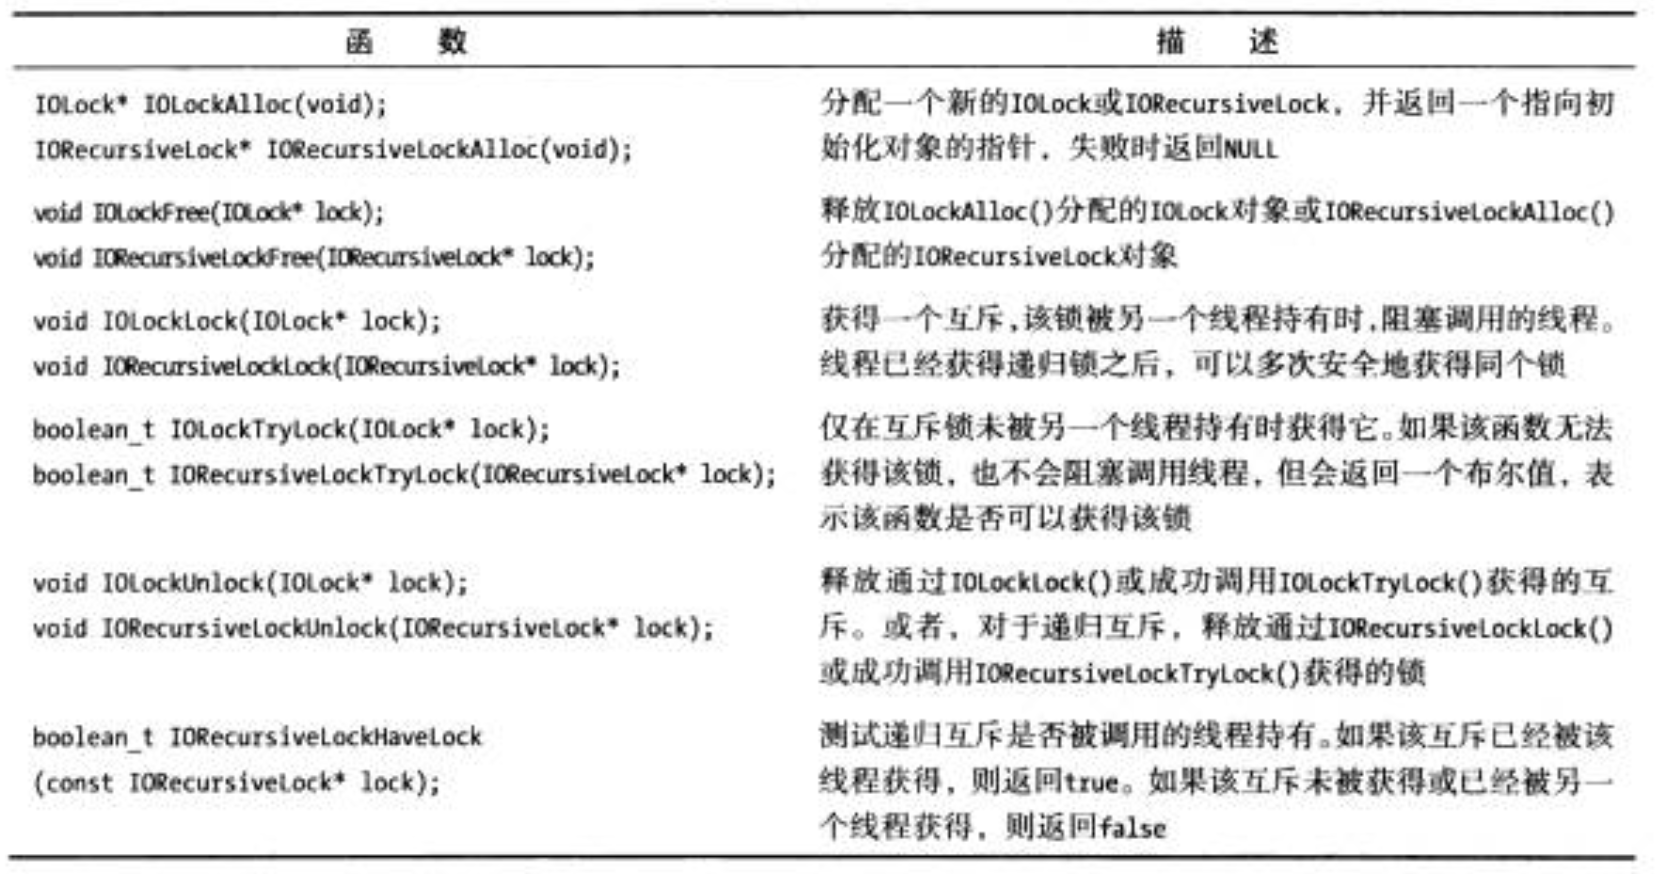 函 数 描 述
IOLock* IOLockAlloc(void);
IORecursiveLock* IORecursiveLockAlloc(void);
分配一个新的IOLock或IORecursiveLock，并返回一个指向初
始化对象的指针，失败时返回NULL
void IOLockFree(IOLock* lock);
void IORecursiveLockFree(IORecursiveLock* lock);
释放IOLockAlloc()分配的IOLock对象或IORecursiveLockAlloc()
分配的IORecursiveLock对象
void IOLockLock(IOLock* lock);
void IORecursiveLockLock(IORecursiveLock* lock);
获得一个互斥，该锁被另一个线程持有时，阻塞调用的线程。
线程已经获得递归锁之后，可以多次安全地获得同个锁
boolean_t IOLockTryLock(IOLock* lock);
boolean_t IORecursiveLockTryLock(IORecursiveLock* lock);
仅在互斥锁未被另一个线程持有时获得它。如果该函数无法
获得该锁，也不会阻塞调用线程，但会返回一个布尔值，表
示该函数是否可以获得该锁
void IOLockUnlock(IOLock* lock);
void IORecursiveLockUnlock(IORecursiveLock* lock);
释放通过IOLockLock()或成功调用IOLockTryLock()获得的互
斥。或者，对于递归互斥，释放通过IORecursiveLockLock()
或成功调用IORecursiveLockTryLock()获得的锁
boolean_t IORecursiveLockHaveLock
(const IORecursiveLock* lock);
测试递归互斥是否被调用的线程持有。如果该互斥已经被该
线程获得，则返回true。如果该互斥未被获得或已经被另一
个线程获得，则返回false